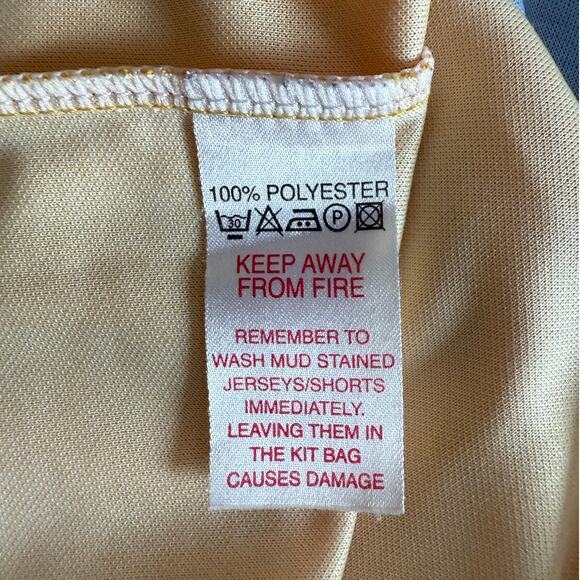 100% POLYESTER
30 P
KEEP AWAY
FROM FIRE
REMEMBER TO
WASH MUD STAINED
JERSEYS/SHORTS
IMMEDIATELY.
LEAVING THEM IN
THE KIT BAG
CAUSES DAMAGE